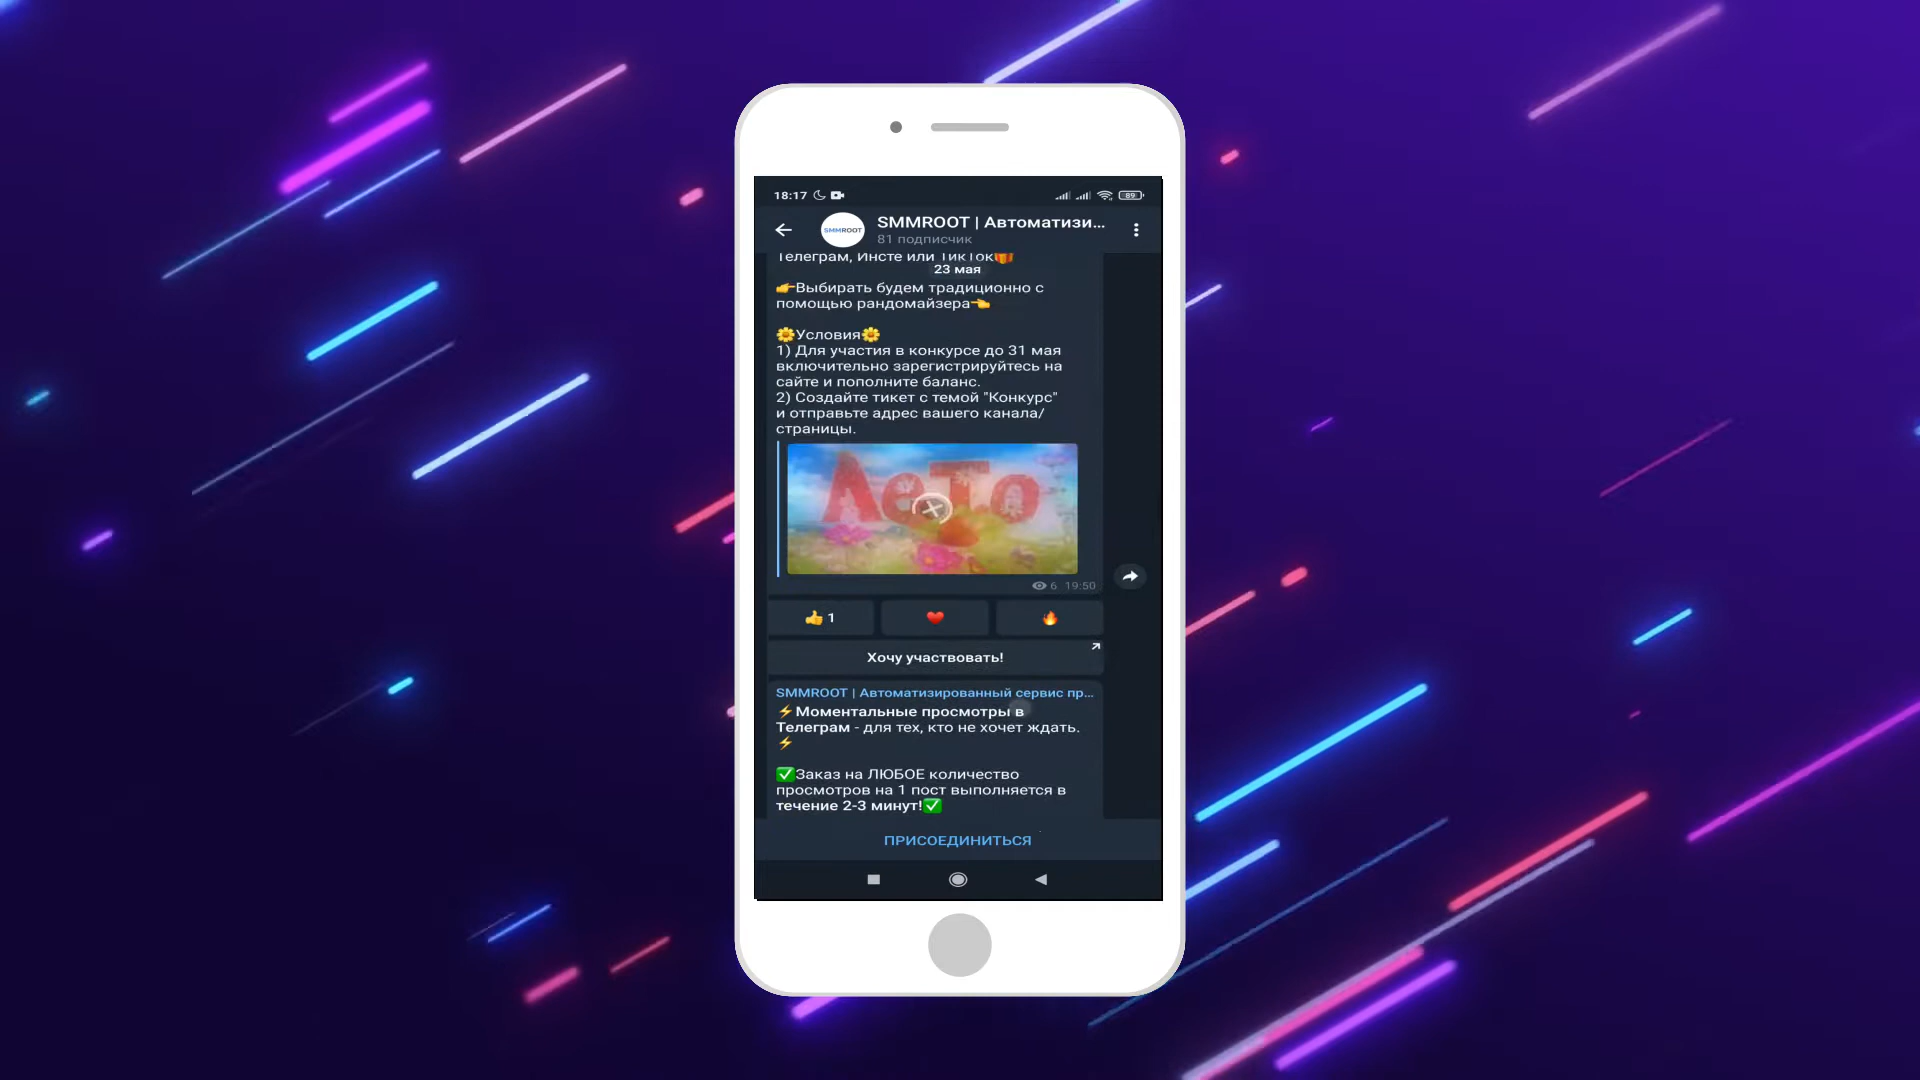 18:17
89
SMMROOT
SMMROOT | Автоматизи...
81 подписчик
Телеграм, Инсте или ТикТок🎁
23 мая
👉Выбирать будем традиционно с
помощью рандомайзера👈
🌼Условия🌼
1) Для участия в конкурсе до 31 мая
включительно зарегистрируйтесь на
сайте и пополните баланс.
2) Создайте тикет с темой "Конкурс"
и отправьте адрес вашего канала/
страницы.
ЛеТо
6 19:50
👍 1
❤️
🔥
Хочу участвовать!
SMMROOT | Автоматизированный сервис пр...
⚡Моментальные просмотры в
Телеграм - для тех, кто не хочет ждать.
⚡
✅Заказ на ЛЮБОЕ количество
просмотров на 1 пост выполняется в
течение 2-3 минут!✅
ПРИСОЕДИНИТЬСЯ